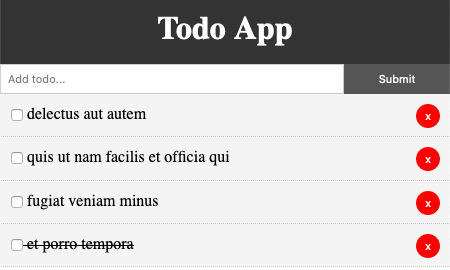 Todo App
Add todo...
Submit
delectus aut autem
x
quis ut nam facilis et officia qui
x
fugiat veniam minus
x
et porro tempora
x